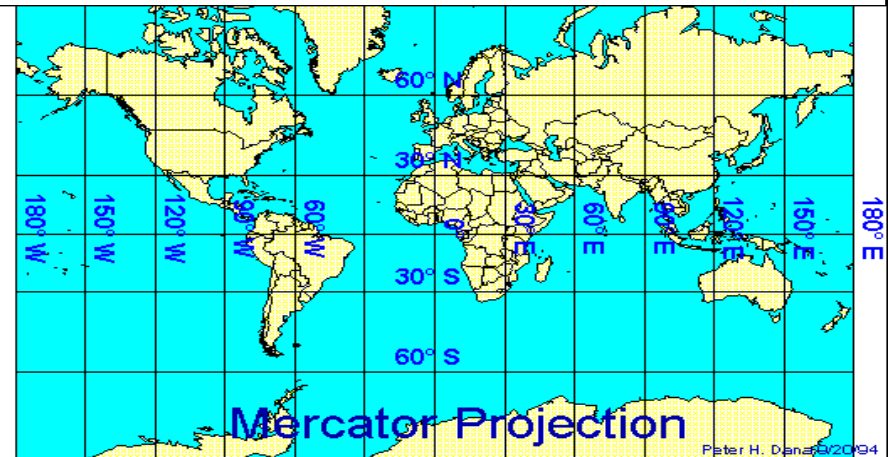 60° N
30° N
180° W
150° W
120° W
90° W
60° W
0°
30° E
60° E
90° E
120° E
150° E
180° E
30° S
60° S
Mercator Projection
Peter H. Dana 9/20/94